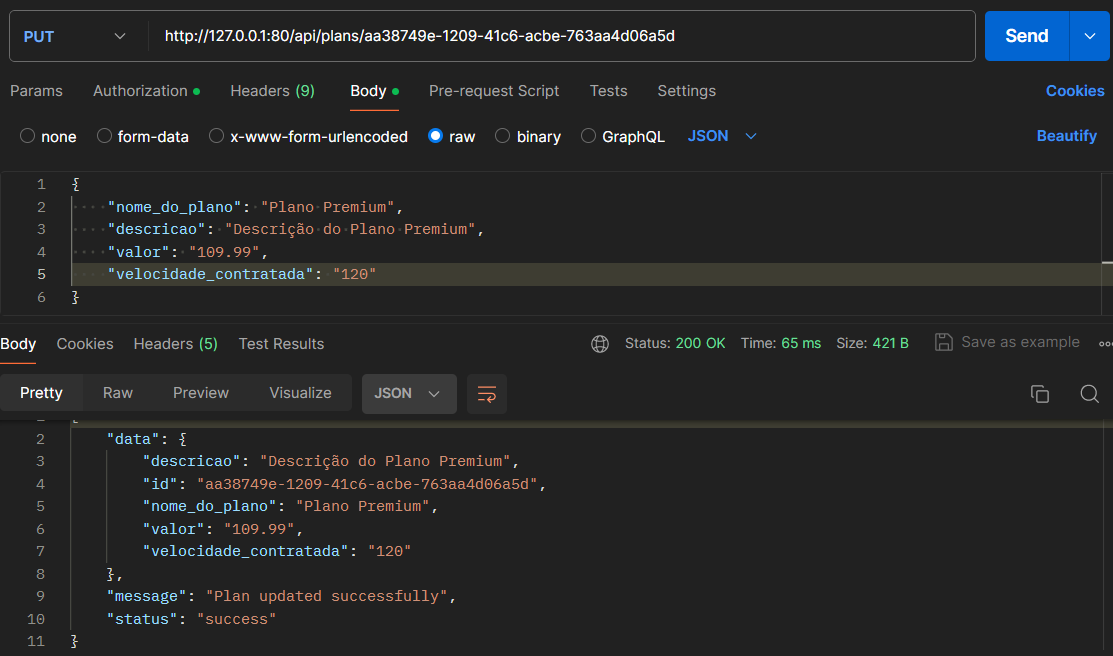 PUT http://127.0.0.1:80/api/plans/aa38749e-1209-41c6-acbe-763aa4d06a5d Send
Params Authorization Headers (9) Body Pre-request Script Tests Settings Cookies
none form-data x-www-form-urlencoded raw binary GraphQL JSON Beautify
1 {
2 "nome_do_plano": "Plano Premium",
3 "descricao": "Descrição do Plano Premium",
4 "valor": "109.99",
5 "velocidade_contratada": "120"
6 }
Body Cookies Headers (5) Test Results Status: 200 OK Time: 65 ms Size: 421 B Save as example
Pretty Raw Preview Visualize JSON
2 "data": {
3 "descricao": "Descrição do Plano Premium",
4 "id": "aa38749e-1209-41c6-acbe-763aa4d06a5d",
5 "nome_do_plano": "Plano Premium",
6 "valor": "109.99",
7 "velocidade_contratada": "120"
8 },
9 "message": "Plan updated successfully",
10 "status": "success"
11 }